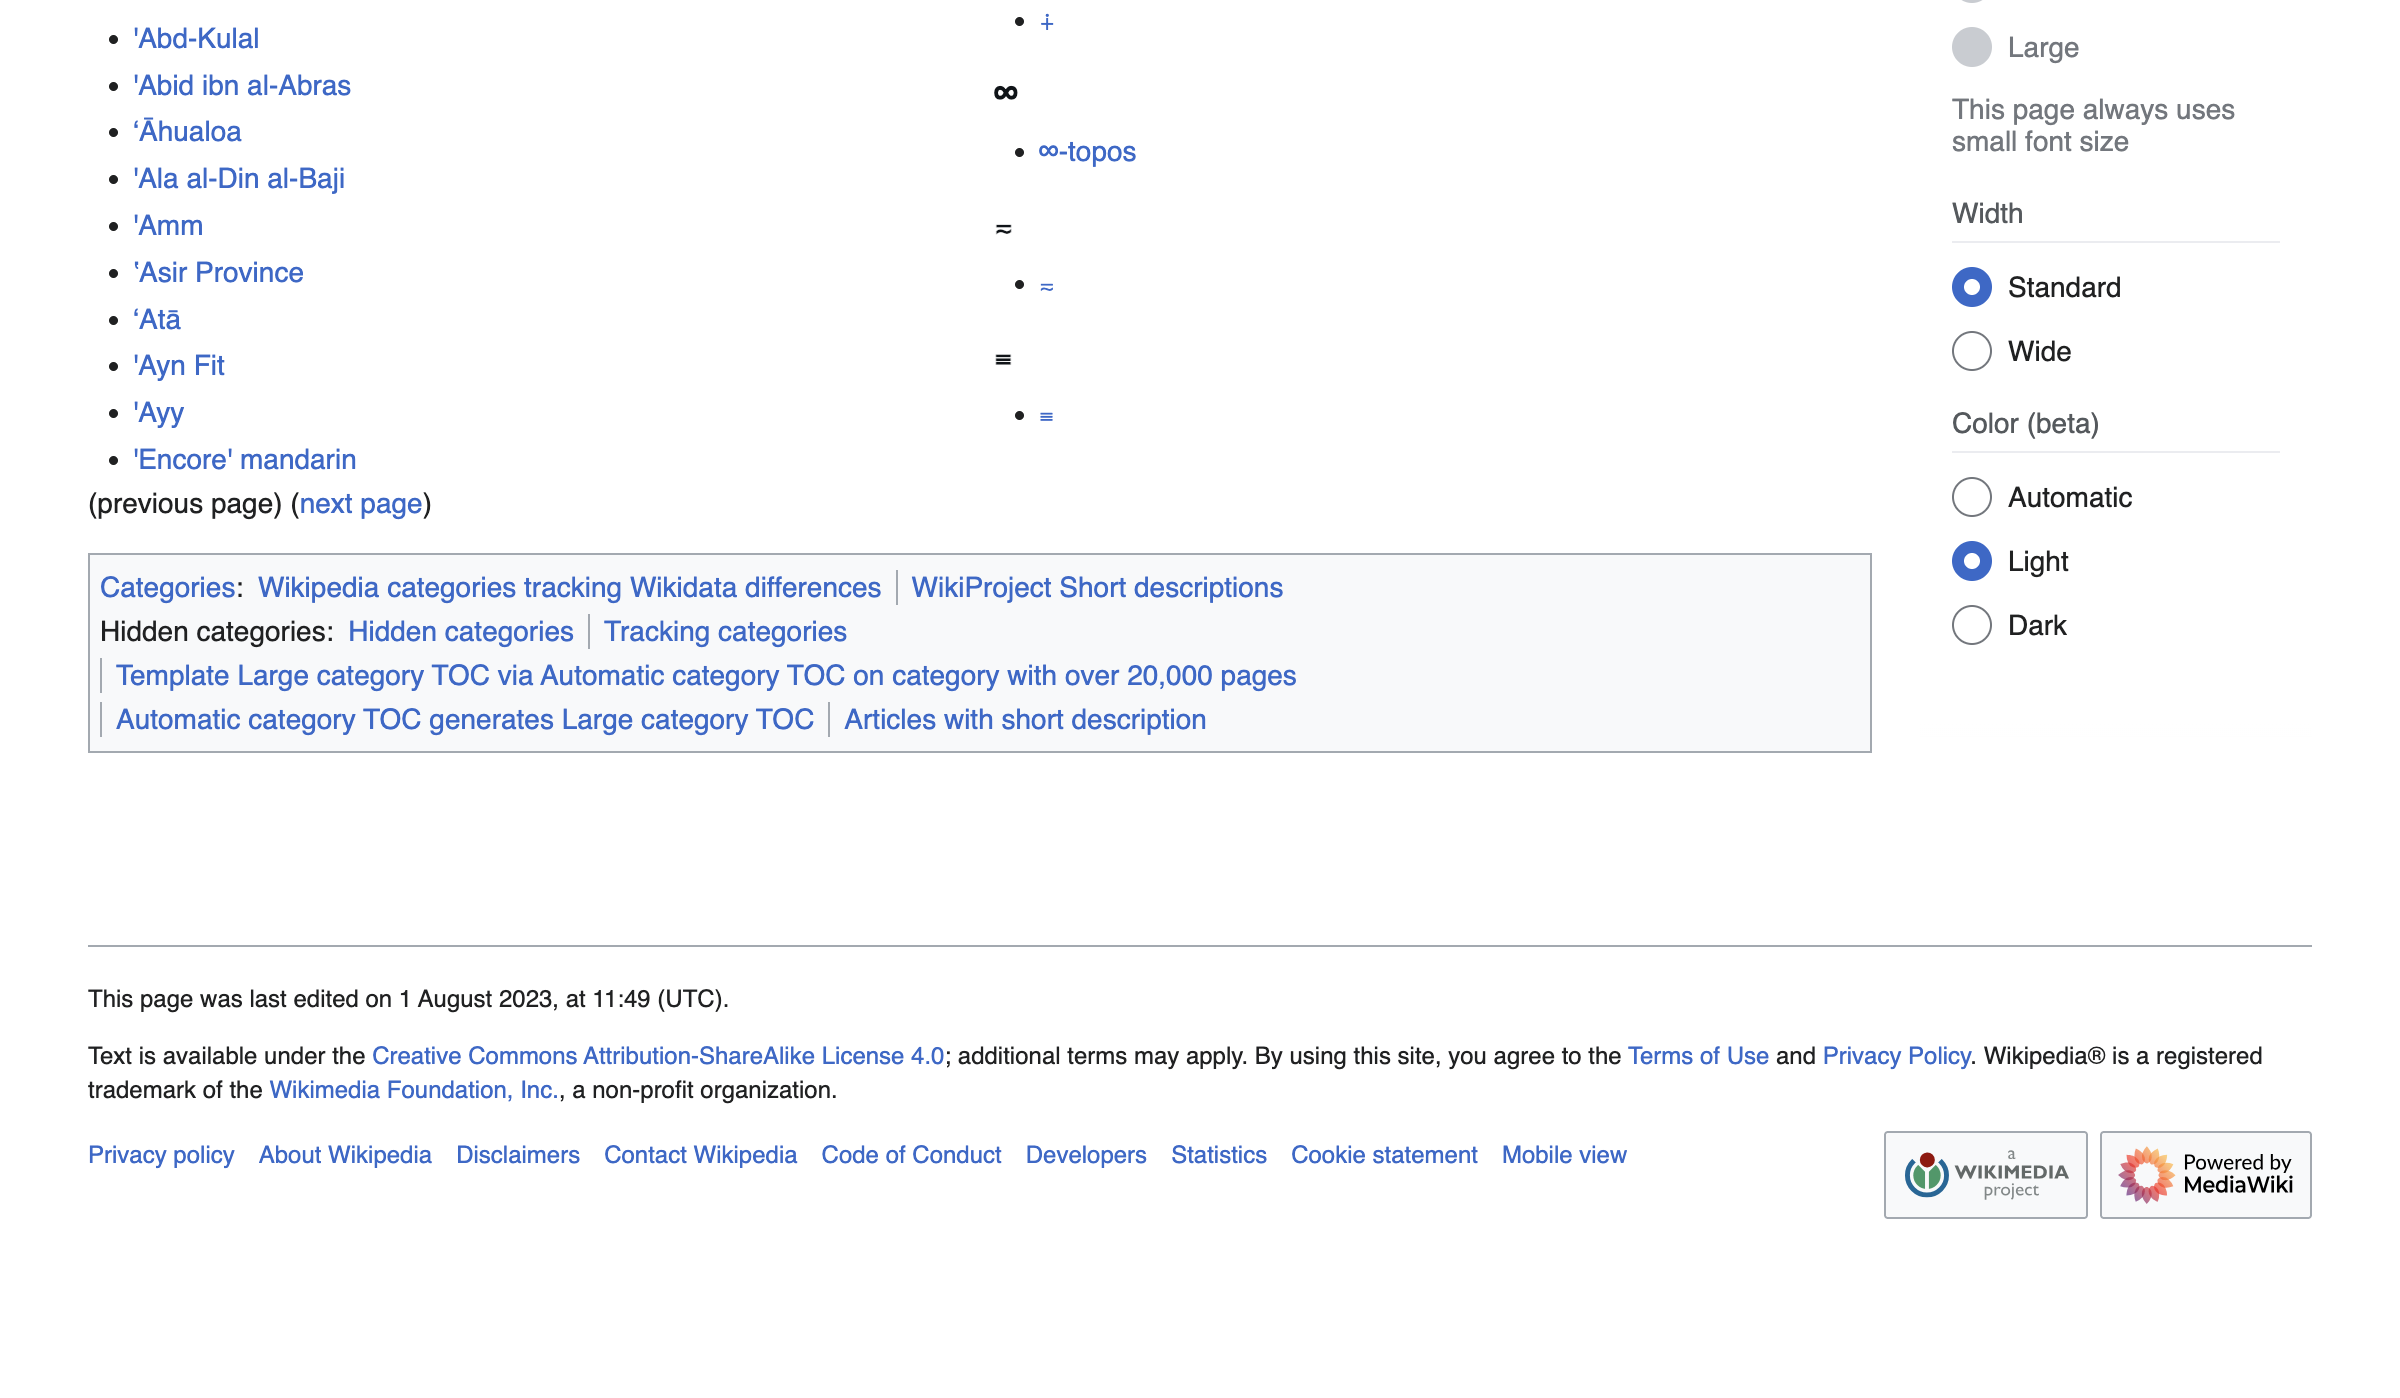 'Abd-Kulal
'Abid ibn al-Abras
ʻĀhualoa
'Ala al-Din al-Baji
'Amm
ʽAsir Province
ʻAtā
'Ayn Fit
'Ayy
'Encore' mandarin
(previous page) (next page)
∔
∞
∞-topos
≂
≂
≡
≡
Large
This page always uses
small font size
Width
Standard
Wide
Color (beta)
Automatic
Light
Dark
Categories: Wikipedia categories tracking Wikidata differences | WikiProject Short descriptions
Hidden categories: Hidden categories | Tracking categories
| Template Large category TOC via Automatic category TOC on category with over 20,000 pages
| Automatic category TOC generates Large category TOC | Articles with short description
This page was last edited on 1 August 2023, at 11:49 (UTC).
Text is available under the Creative Commons Attribution-ShareAlike License 4.0; additional terms may apply. By using this site, you agree to the Terms of Use and Privacy Policy. Wikipedia® is a registered
trademark of the Wikimedia Foundation, Inc., a non-profit organization.
Privacy policy About Wikipedia Disclaimers Contact Wikipedia Code of Conduct Developers Statistics Cookie statement Mobile view
a
WIKIMEDIA
project
Powered by
MediaWiki